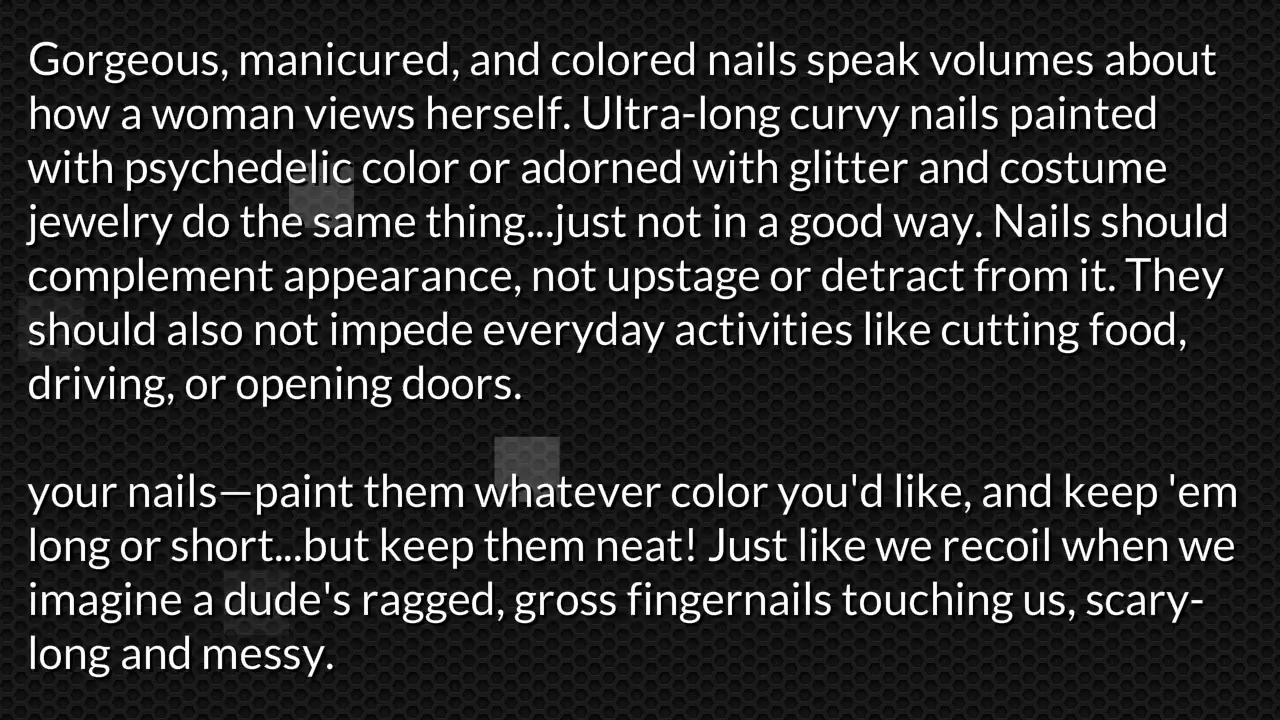 Gorgeous, manicured, and colored nails speak volumes about
how a woman views herself. Ultra-long curvy nails painted
with psychedelic color or adorned with glitter and costume
jewelry do the same thing...just not in a good way. Nails should
complement appearance, not upstage or detract from it. They
should also not impede everyday activities like cutting food,
driving, or opening doors.
your nails—paint them whatever color you'd like, and keep 'em
long or short...but keep them neat! Just like we recoil when we
imagine a dude's ragged, gross fingernails touching us, scary-
long and messy.